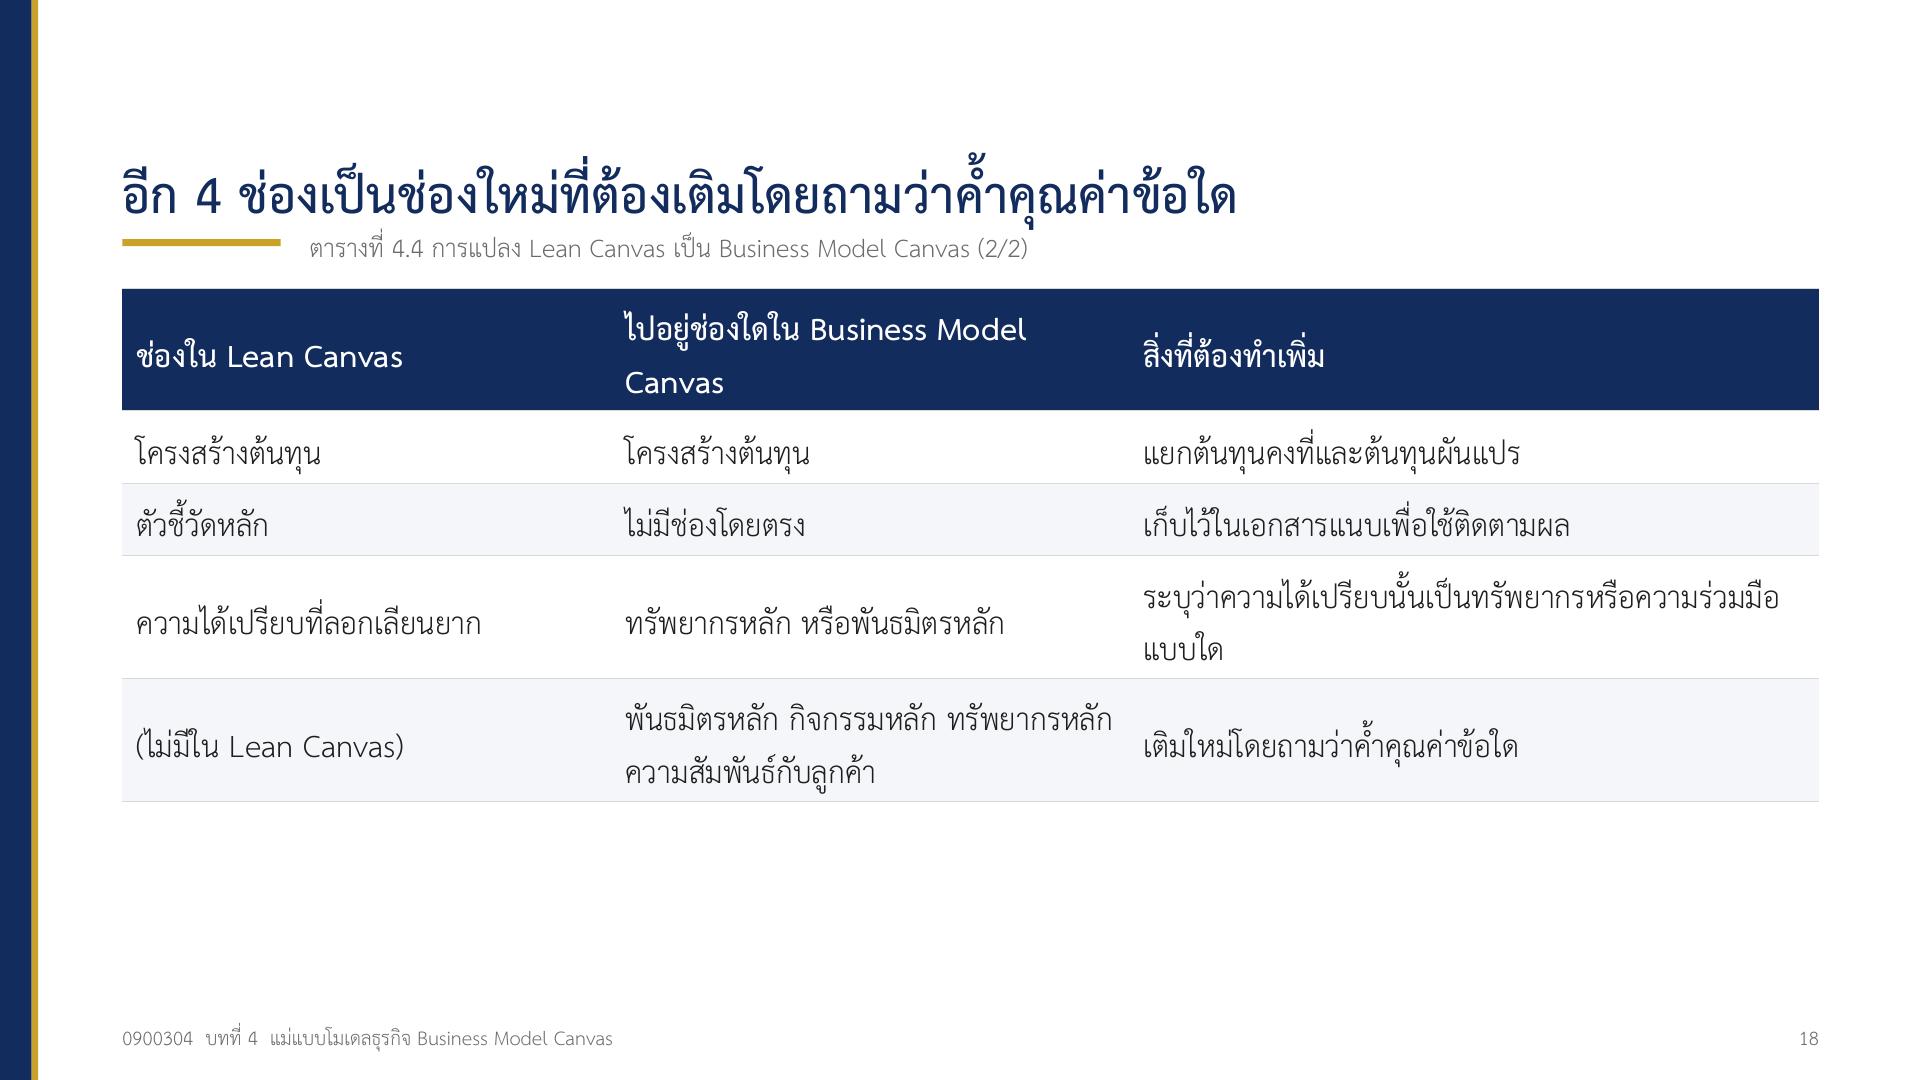 อีก 4 ช่องเป็นช่องใหม่ที่ต้องเติมโดยถามว่าค้ำคุณค่าข้อใด
ตารางที่ 4.4 การแปลง Lean Canvas เป็น Business Model Canvas (2/2)
ช่องใน Lean Canvas
ไปอยู่ช่องใดใน Business Model
Canvas
สิ่งที่ต้องทำเพิ่ม
โครงสร้างต้นทุน
โครงสร้างต้นทุน
แยกต้นทุนคงที่และต้นทุนผันแปร
ตัวชี้วัดหลัก
ไม่มีช่องโดยตรง
เก็บไว้ในเอกสารแนบเพื่อใช้ติดตามผล
ความได้เปรียบที่ลอกเลียนยาก
ทรัพยากรหลัก หรือพันธมิตรหลัก
ระบุว่าความได้เปรียบนั้นเป็นทรัพยากรหรือความร่วมมือ
แบบใด
(ไม่มีใน Lean Canvas)
พันธมิตรหลัก กิจกรรมหลัก ทรัพยากรหลัก
ความสัมพันธ์กับลูกค้า
เติมใหม่โดยถามว่าค้ำคุณค่าข้อใด
0900304 บทที่ 4 แม่แบบโมเดลธุรกิจ Business Model Canvas
18